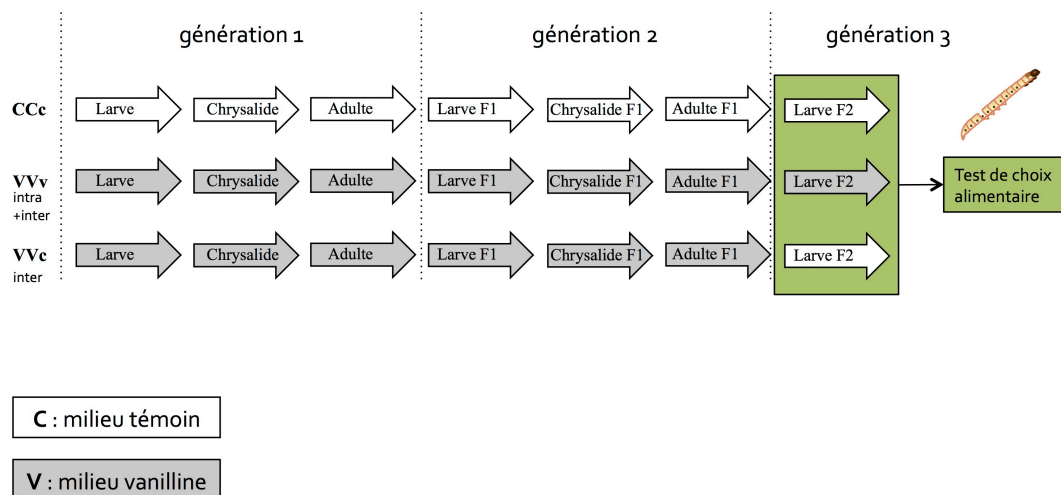 génération 1
génération 2
génération 3
CCc
Larve
Chrysalide
Adulte
Larve F1
Chrysalide F1
Adulte F1
Larve F2
VVv
intra
+inter
Larve
Chrysalide
Adulte
Larve F1
Chrysalide F1
Adulte F1
Larve F2
Test de choix
alimentaire
VVc
inter
Larve
Chrysalide
Adulte
Larve F1
Chrysalide F1
Adulte F1
Larve F2
C : milieu témoin
V : milieu vanilline